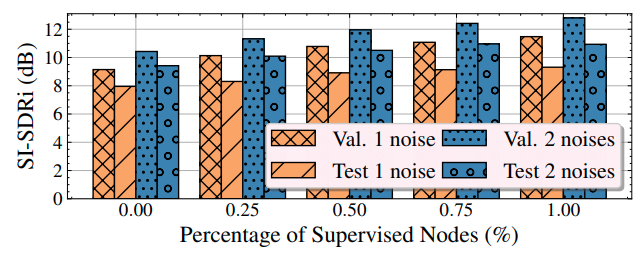 SI-SDRi (dB)
12
10
8
6
4
2
0
Val. 1 noise
Val. 2 noises
Test 1 noise
Test 2 noises
0.00 0.25 0.50 0.75 1.00
Percentage of Supervised Nodes (%)